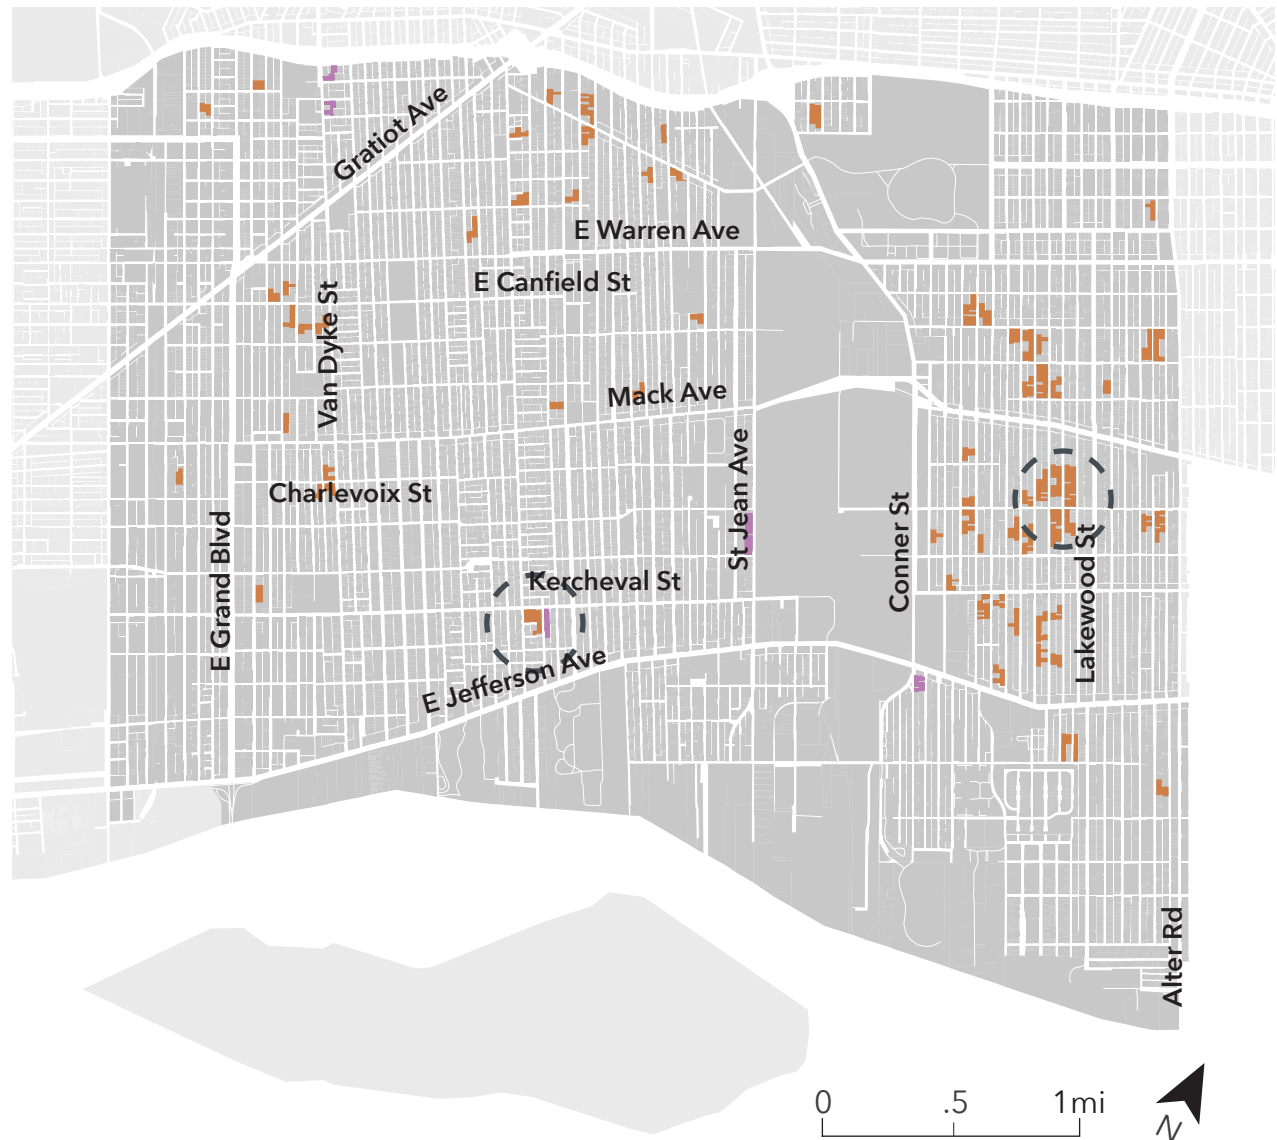 Gratiot Ave
E Warren Ave
E Canfield St
Van Dyke St
Mack Ave
Charlevoix St
St Jean Ave
Conner St
E Grand Blvd
Kercheval St
Lakewood St
E Jefferson Ave
Alter Rd
0 .5 1mi
N